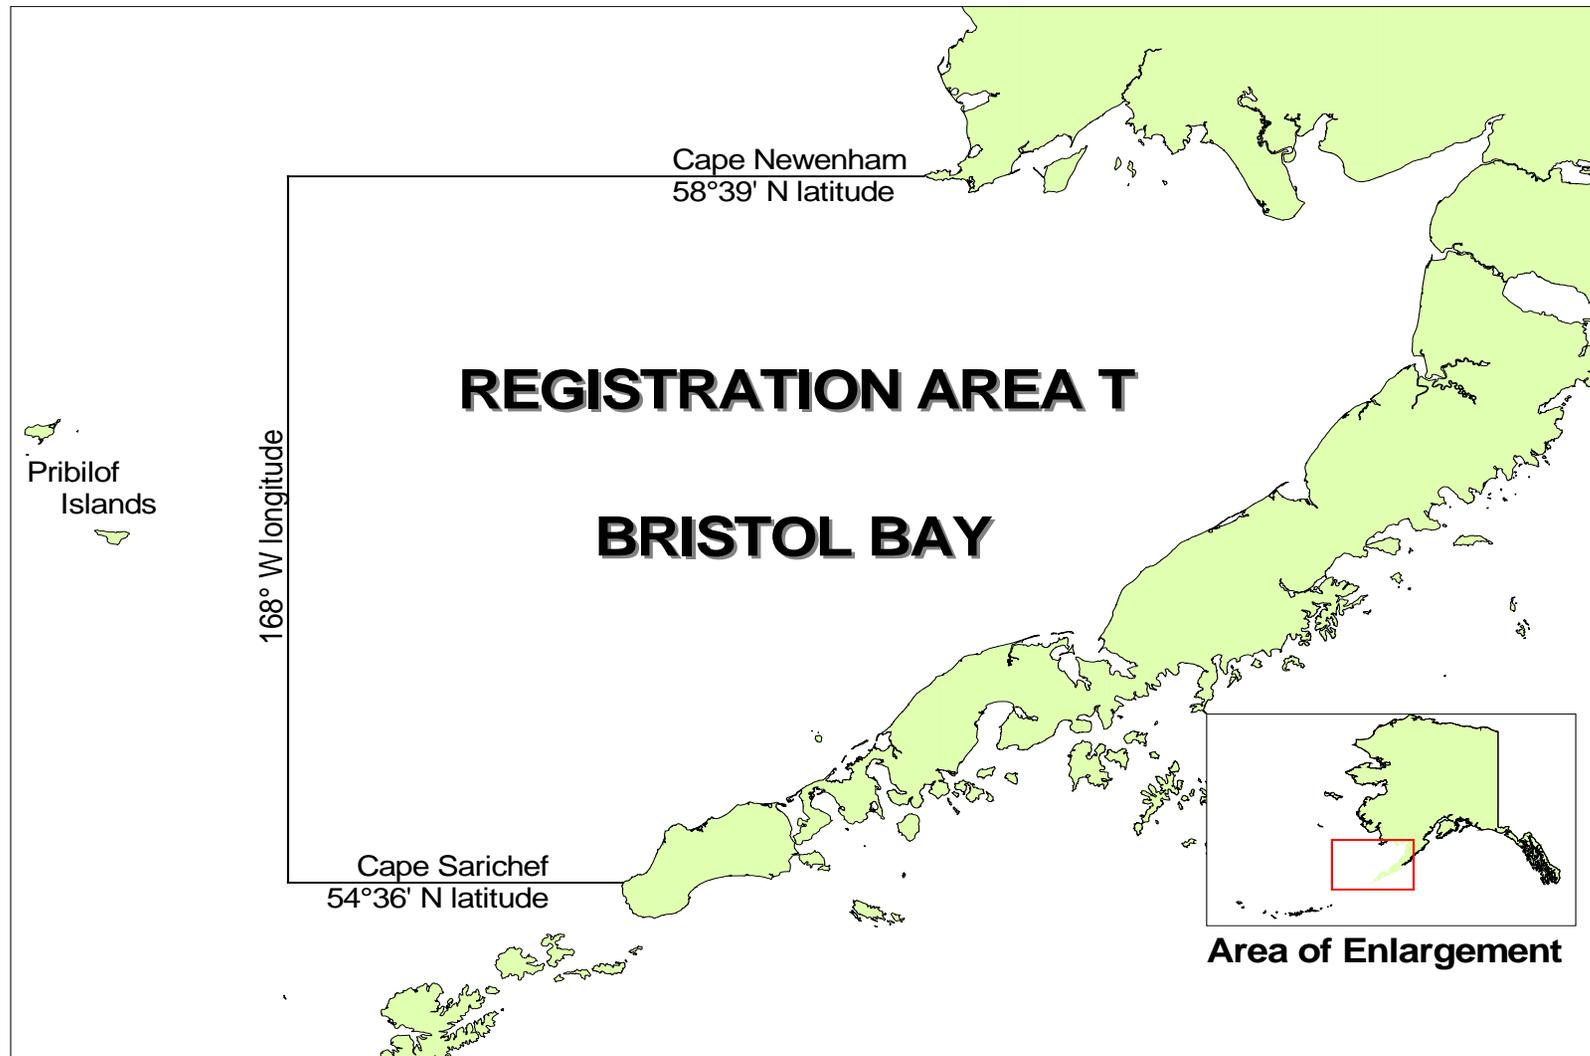 Cape Newenham
58°39' N latitude
REGISTRATION AREA T
Pribilof
Islands
168° W longitude
BRISTOL BAY
Cape Sarichef
54°36' N latitude
Area of Enlargement